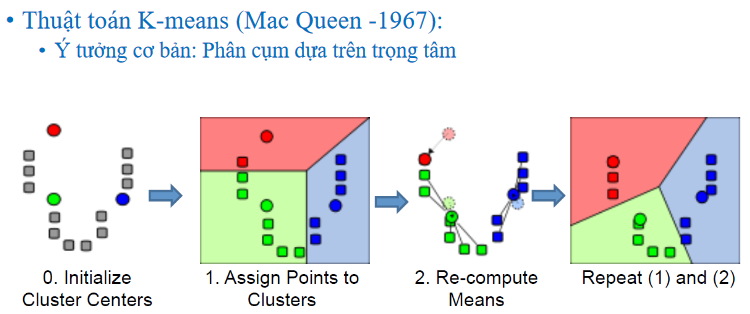 • Thuật toán K-means (Mac Queen -1967):
• Ý tưởng cơ bản: Phân cụm dựa trên trọng tâm
0. Initialize
Cluster Centers
1. Assign Points to
Clusters
2. Re-compute
Means
Repeat (1) and (2)